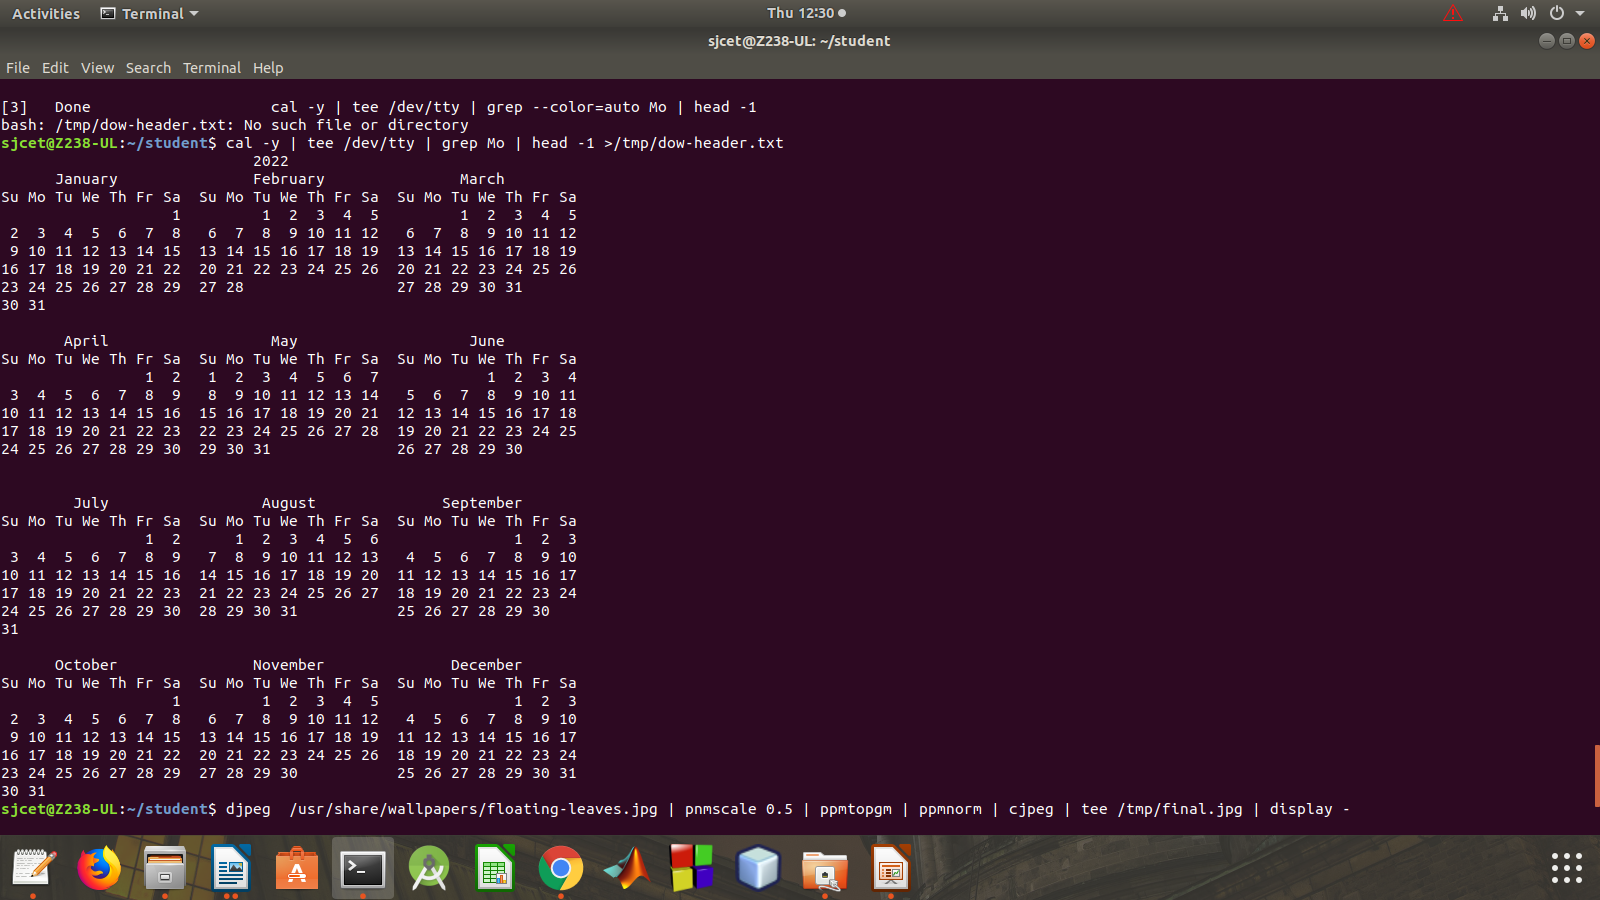 Activities Terminal Thu 12:30
sjcet@Z238-UL: ~/student
File Edit View Search Terminal Help
[3]   Done                    cal -y | tee /dev/tty | grep --color=auto Mo | head -1
bash: /tmp/dow-header.txt: No such file or directory
sjcet@Z238-UL:~/student$ cal -y | tee /dev/tty | grep Mo | head -1 >/tmp/dow-header.txt
                            2022
      January               February               March
Su Mo Tu We Th Fr Sa  Su Mo Tu We Th Fr Sa  Su Mo Tu We Th Fr Sa
                   1         1  2  3  4  5         1  2  3  4  5
 2  3  4  5  6  7  8   6  7  8  9 10 11 12   6  7  8  9 10 11 12
 9 10 11 12 13 14 15  13 14 15 16 17 18 19  13 14 15 16 17 18 19
16 17 18 19 20 21 22  20 21 22 23 24 25 26  20 21 22 23 24 25 26
23 24 25 26 27 28 29  27 28                 27 28 29 30 31
30 31
       April                  May                   June
Su Mo Tu We Th Fr Sa  Su Mo Tu We Th Fr Sa  Su Mo Tu We Th Fr Sa
                1  2   1  2  3  4  5  6  7            1  2  3  4
 3  4  5  6  7  8  9   8  9 10 11 12 13 14   5  6  7  8  9 10 11
10 11 12 13 14 15 16  15 16 17 18 19 20 21  12 13 14 15 16 17 18
17 18 19 20 21 22 23  22 23 24 25 26 27 28  19 20 21 22 23 24 25
24 25 26 27 28 29 30  29 30 31              26 27 28 29 30
        July                 August              September
Su Mo Tu We Th Fr Sa  Su Mo Tu We Th Fr Sa  Su Mo Tu We Th Fr Sa
                1  2      1  2  3  4  5  6               1  2  3
 3  4  5  6  7  8  9   7  8  9 10 11 12 13   4  5  6  7  8  9 10
10 11 12 13 14 15 16  14 15 16 17 18 19 20  11 12 13 14 15 16 17
17 18 19 20 21 22 23  21 22 23 24 25 26 27  18 19 20 21 22 23 24
24 25 26 27 28 29 30  28 29 30 31           25 26 27 28 29 30
31
      October               November              December
Su Mo Tu We Th Fr Sa  Su Mo Tu We Th Fr Sa  Su Mo Tu We Th Fr Sa
                   1         1  2  3  4  5               1  2  3
 2  3  4  5  6  7  8   6  7  8  9 10 11 12   4  5  6  7  8  9 10
 9 10 11 12 13 14 15  13 14 15 16 17 18 19  11 12 13 14 15 16 17
16 17 18 19 20 21 22  20 21 22 23 24 25 26  18 19 20 21 22 23 24
23 24 25 26 27 28 29  27 28 29 30           25 26 27 28 29 30 31
30 31
sjcet@Z238-UL:~/student$ djpeg  /usr/share/wallpapers/floating-leaves.jpg | pnmscale 0.5 | ppmtopgm | ppmnorm | cjpeg | tee /tmp/final.jpg | display -